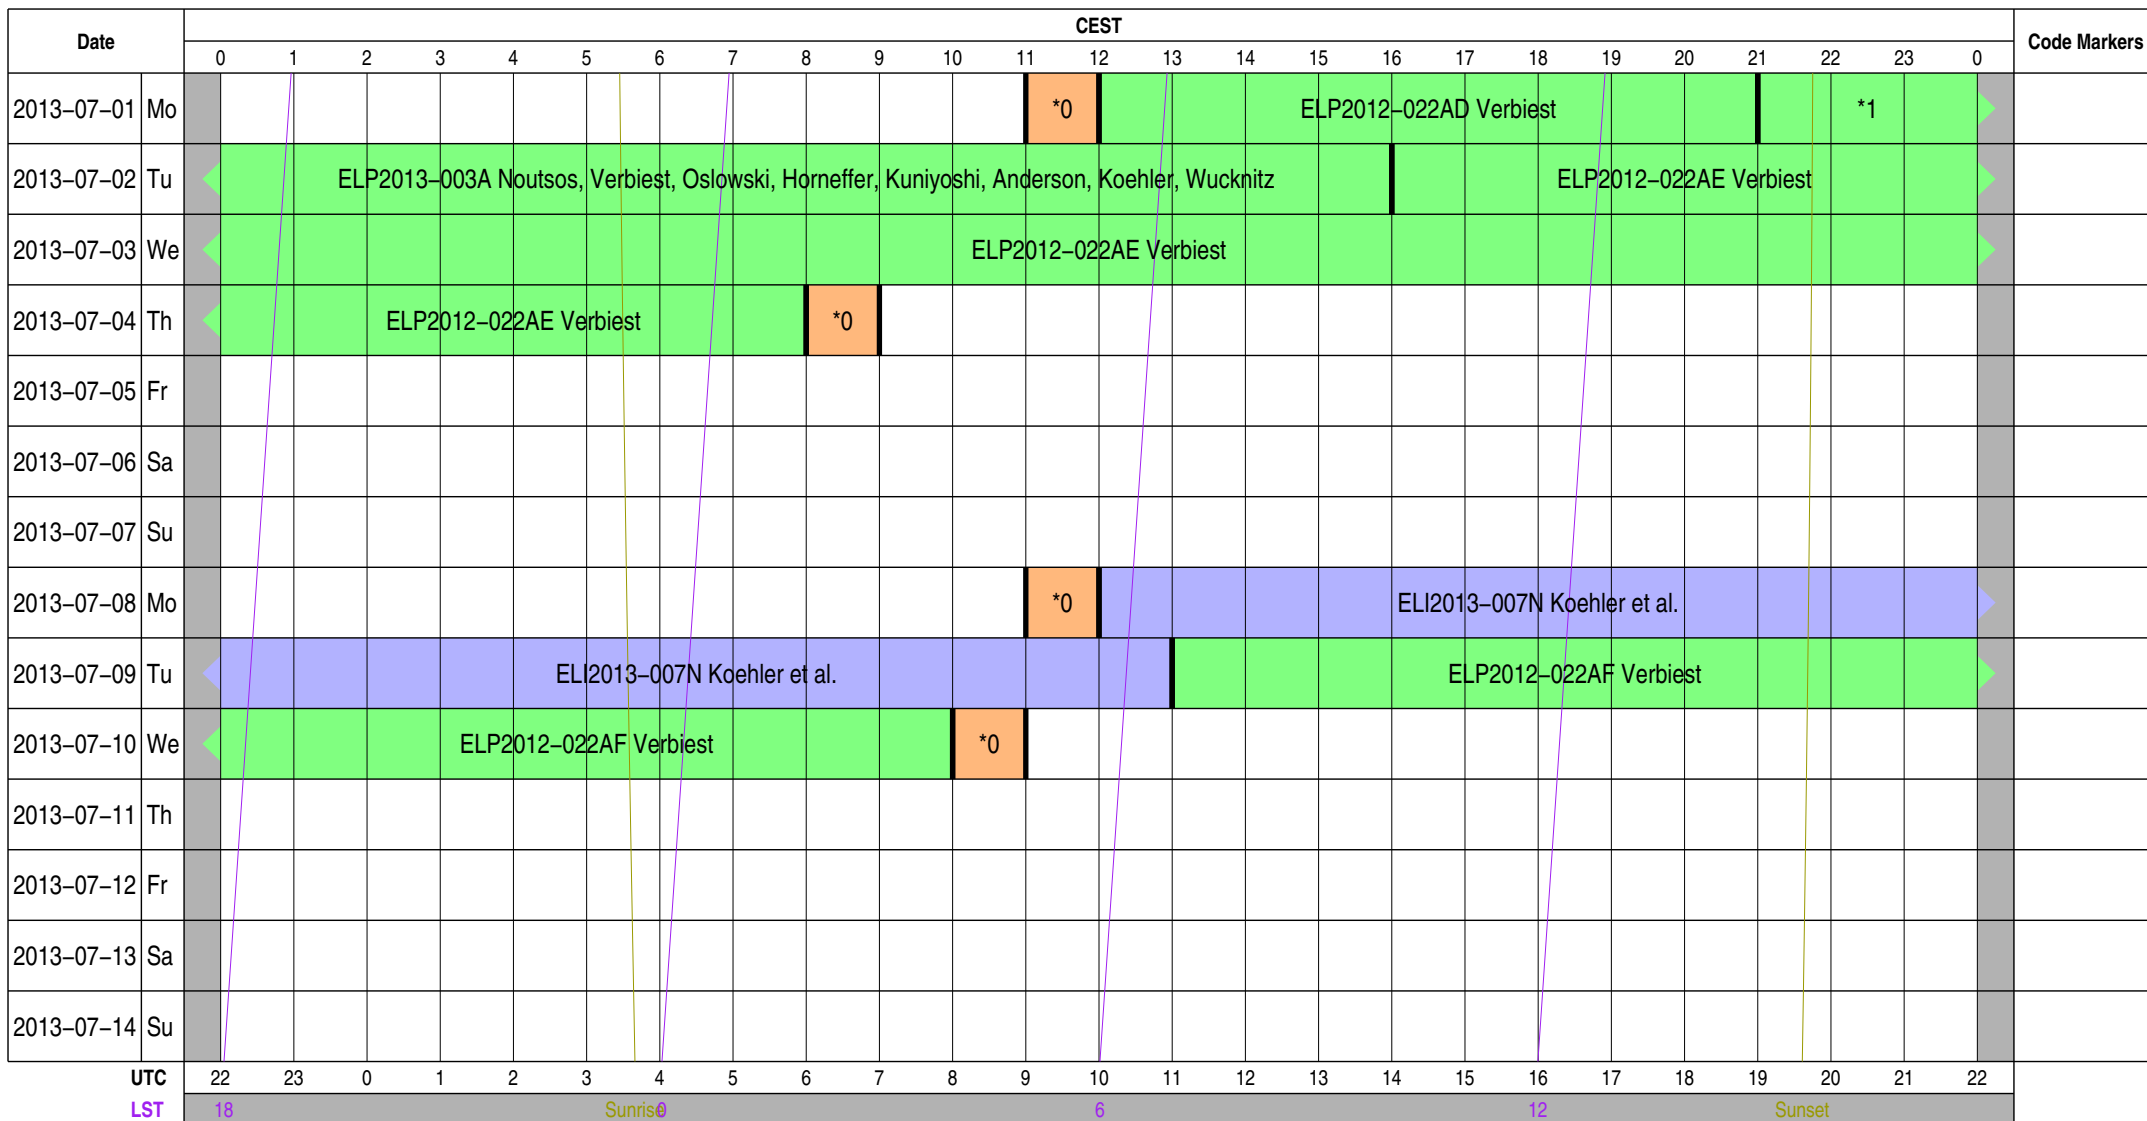 Date CEST Code Markers
0 1 2 3 4 5 6 7 8 9 10 11 12 13 14 15 16 17 18 19 20 21 22 23 0
2013–07–01 Mo *0 ELP2012–022AD Verbiest *1
2013–07–02 Tu ELP2013–003A Noutsos, Verbiest, Oslowski, Horneffer, Kuniyoshi, Anderson, Koehler, Wucknitz ELP2012–022AE Verbiest
2013–07–03 We ELP2012–022AE Verbiest
2013–07–04 Th ELP2012–022AE Verbiest *0
2013–07–05 Fr
2013–07–06 Sa
2013–07–07 Su
2013–07–08 Mo *0 ELI2013–007N Koehler et al.
2013–07–09 Tu ELI2013–007N Koehler et al. ELP2012–022AF Verbiest
2013–07–10 We ELP2012–022AF Verbiest *0
2013–07–11 Th
2013–07–12 Fr
2013–07–13 Sa
2013–07–14 Su
UTC 22 23 0 1 2 3 4 5 6 7 8 9 10 11 12 13 14 15 16 17 18 19 20 21 22
LST 18 Sunrise 0 6 12 Sunset